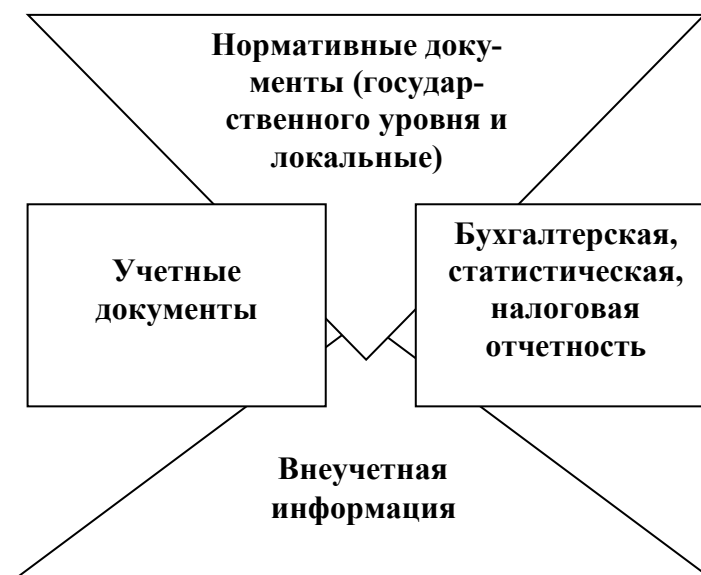 Нормативные доку-
менты (государ-
ственного уровня и
локальные)
Учетные
документы
Бухгалтерская,
статистическая,
налоговая
отчетность
Внеучетная
информация